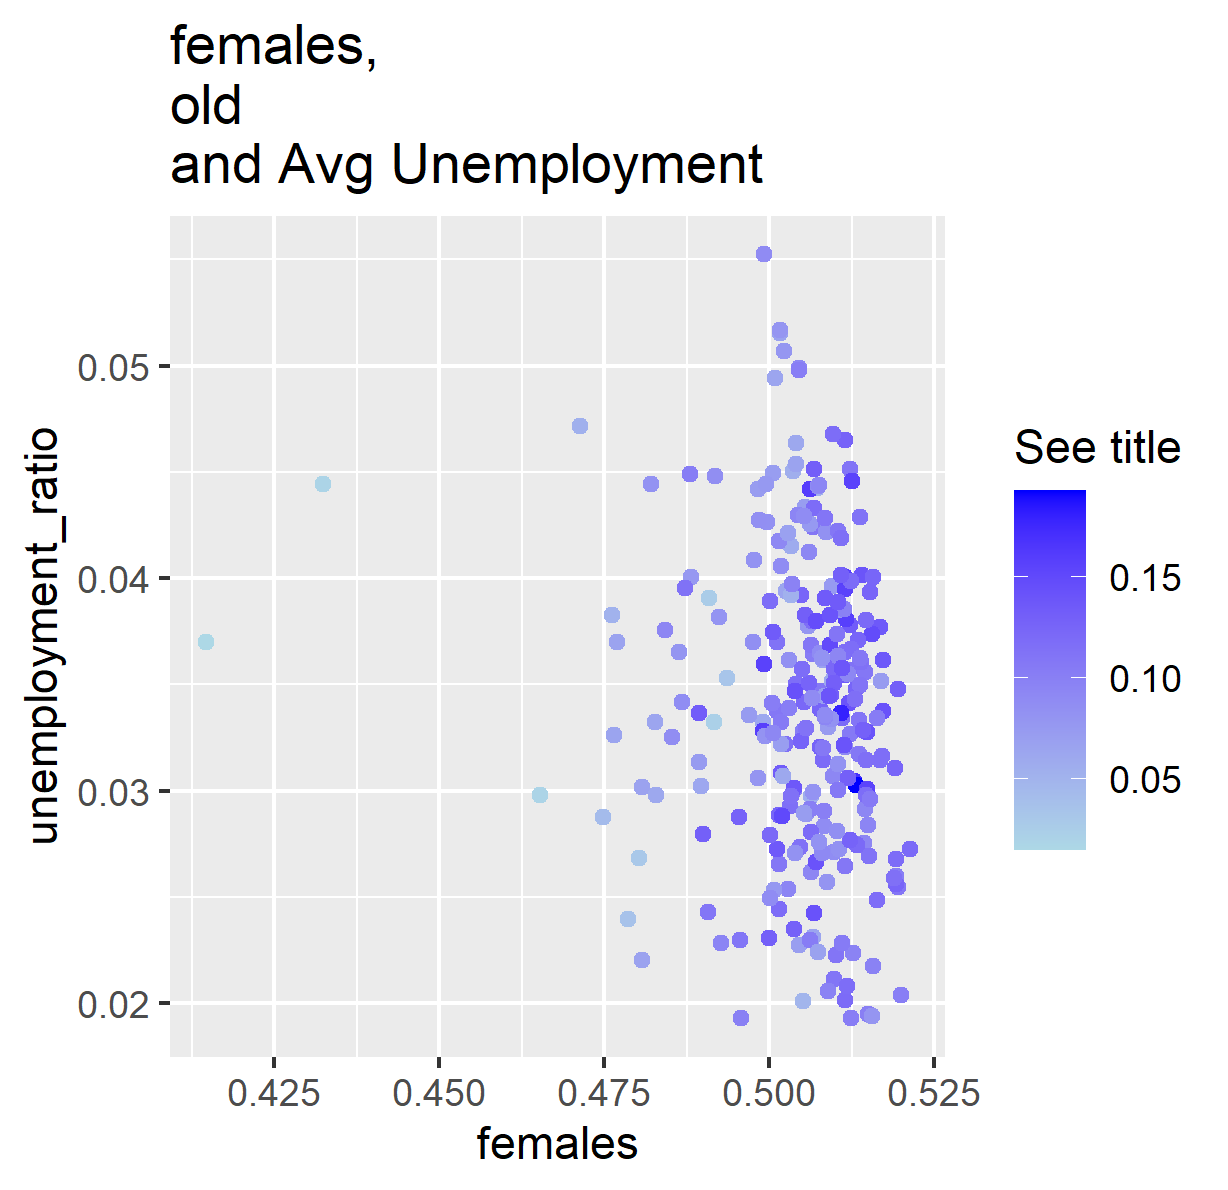 females,
old
and Avg Unemployment
0.05
0.04
0.03
0.02
unemployment_ratio
0.425 0.450 0.475 0.500 0.525
females
See title
0.15
0.10
0.05